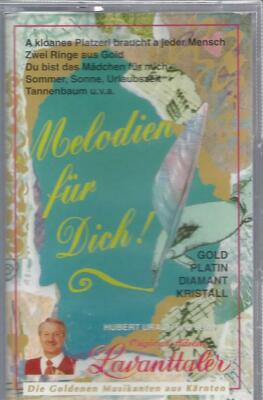 A kloanes Platzerl braucht a jeder Mensch
Zwei Ringe aus Gold
Du bist das Mädchen für mich
Sommer, Sonne, Urlaubszeit
Tannenbaum u.v.a.
Melodien
für
Dich!
GOLD
PLATIN
DIAMANT
KRISTALL
HUBERT
Original
Lavanttaler
Die Goldenen Musikanten aus Kärnten